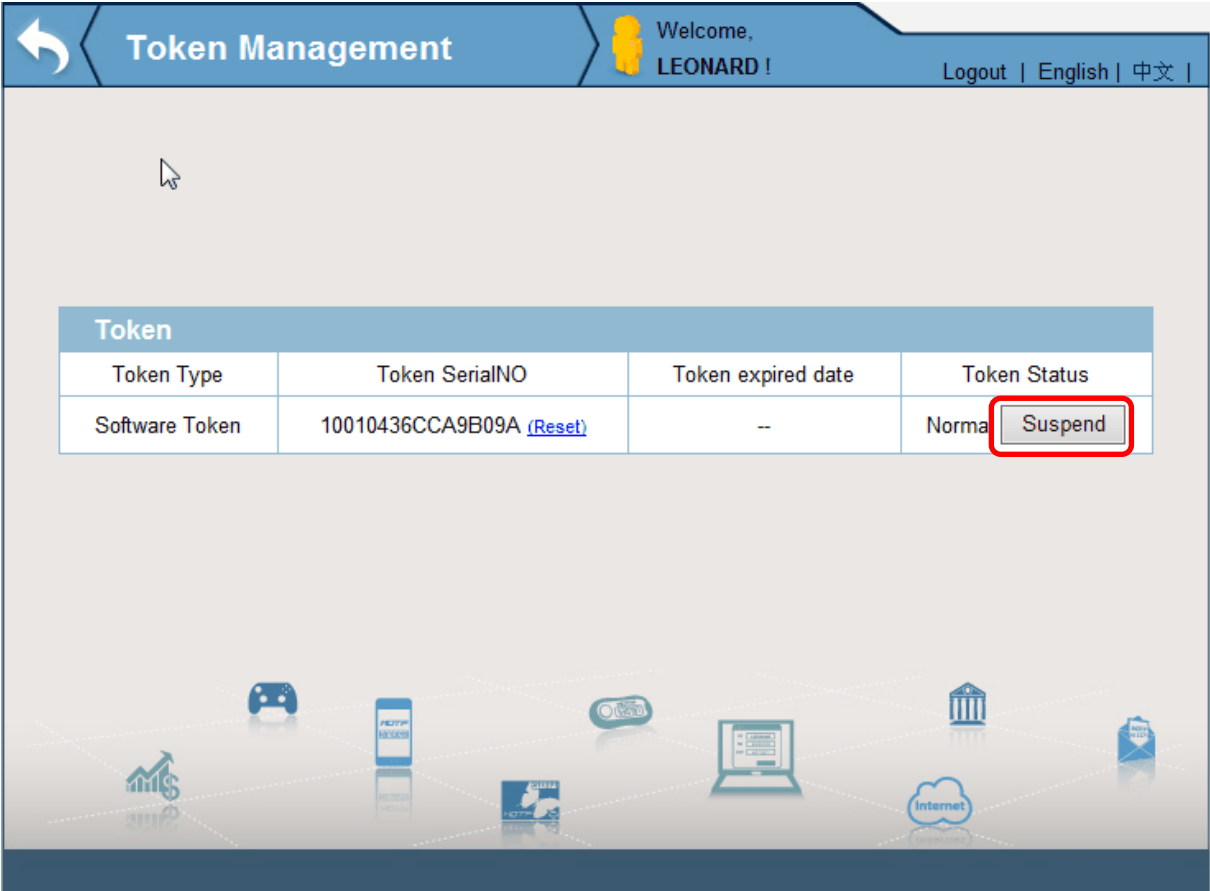 Token Management
Welcome,
LEONARD !
Logout | English | 中文 |
Token
Token Type Token SerialNO Token expired date Token Status
Software Token 10010436CCA9B09A (Reset) -- Norma Suspend
Internet